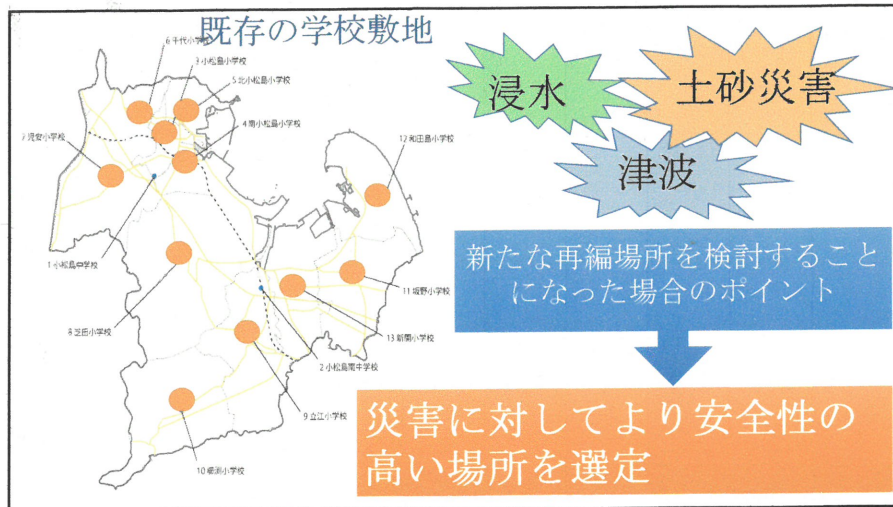 既存の学校敷地
6 千代小学校
3 小松島小学校
5 北小松島小学校
4 南小松島小学校
7 児安小学校
12 和田島小学校
1 小松島中学校
8 芝田小学校
11 坂野小学校
13 新開小学校
2 小松島南中学校
9 立江小学校
10 櫛渕小学校
浸水
土砂災害
津波
新たな再編場所を検討すること
になった場合のポイント
災害に対してより安全性の
高い場所を選定